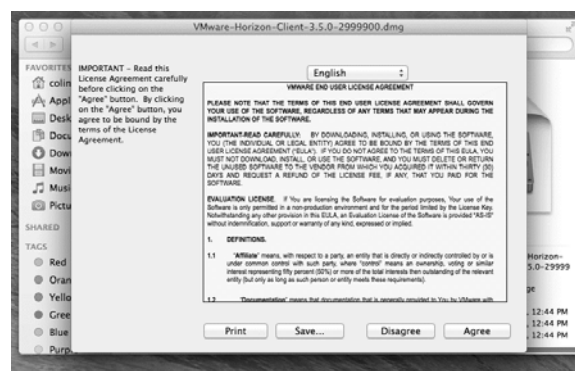 VMware-Horizon-Client-3.5.0-2999900.dmg
FAVORITES
colin
Appl
Desk
Docu
Dow
Movi
Musi
Pictu
SHARED
TAGS
Red
Oran
Yello
Gree
Blue
Purp
IMPORTANT – Read this
License Agreement carefully
before clicking on the
"Agree" button. By clicking
on the "Agree" button, you
agree to be bound by the
terms of the License
Agreement.
English
VMWARE END USER LICENSE AGREEMENT
PLEASE NOTE THAT THE TERMS OF THIS END USER LICENSE AGREEMENT SHALL GOVERN
YOUR USE OF THE SOFTWARE, REGARDLESS OF ANY TERMS THAT MAY APPEAR DURING THE
INSTALLATION OF THE SOFTWARE.
IMPORTANT-READ CAREFULLY: BY DOWNLOADING, INSTALLING, OR USING THE SOFTWARE,
YOU (THE INDIVIDUAL OR LEGAL ENTITY) AGREE TO BE BOUND BY THE TERMS OF THIS END
USER LICENSE AGREEMENT ("EULA"). IF YOU DO NOT AGREE TO THE TERMS OF THIS EULA, YOU
MUST NOT DOWNLOAD, INSTALL, OR USE THE SOFTWARE, AND YOU MUST DELETE OR RETURN
THE UNUSED SOFTWARE TO THE VENDOR FROM WHICH YOU ACQUIRED IT WITHIN THIRTY (30)
DAYS AND REQUEST A REFUND OF THE LICENSE FEE, IF ANY, THAT YOU PAID FOR THE
SOFTWARE.
EVALUATION LICENSE. If You are licensing the Software for evaluation purposes, Your use of the
Software is only permitted in a non-production environment and for the period limited by the License Key.
Notwithstanding any other provision in this EULA, an Evaluation License of the Software is provided "AS-IS"
without indemnification, support or warranty of any kind, expressed or implied.
1. DEFINITIONS.
1.1 "Affiliate" means, with respect to a party, an entity that is directly or indirectly controlled by or is
under common control with such party, where "control" means an ownership, voting or similar
interest representing fifty percent (50%) or more of the total interests then outstanding of the relevant
entity (but only as long as such person or entity meets these requirements).
1.2 "Documentation" means that documentation that is generally provided to You by VMware with
Print
Save...
Disagree
Agree
Horizon-
5.0-29999
ge
12:44 PM
12:44 PM
12:44 PM